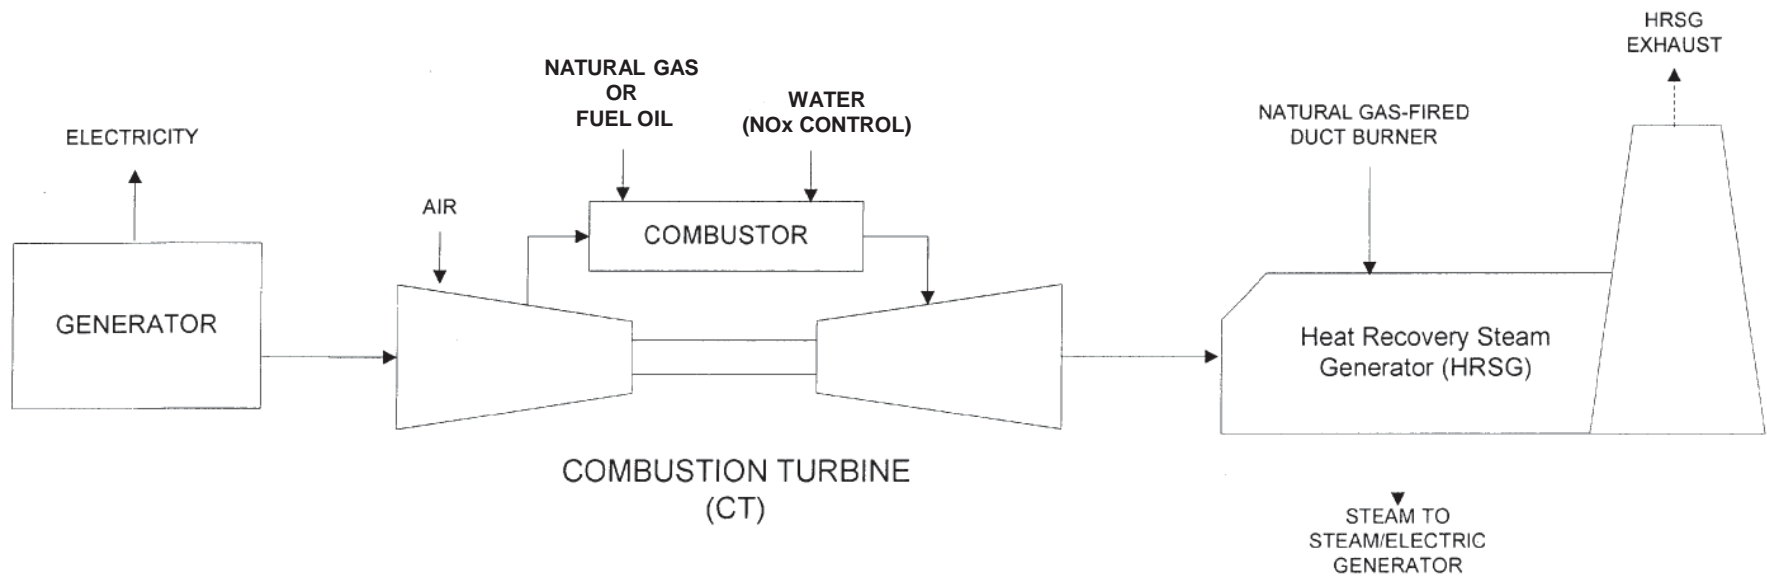 HRSG
EXHAUST
NATURAL GAS
OR
FUEL OIL
WATER
(NOx CONTROL)
NATURAL GAS-FIRED
DUCT BURNER
ELECTRICITY
AIR
COMBUSTOR
GENERATOR
Heat Recovery Steam
Generator (HRSG)
COMBUSTION TURBINE
(CT)
STEAM TO
STEAM/ELECTRIC
GENERATOR